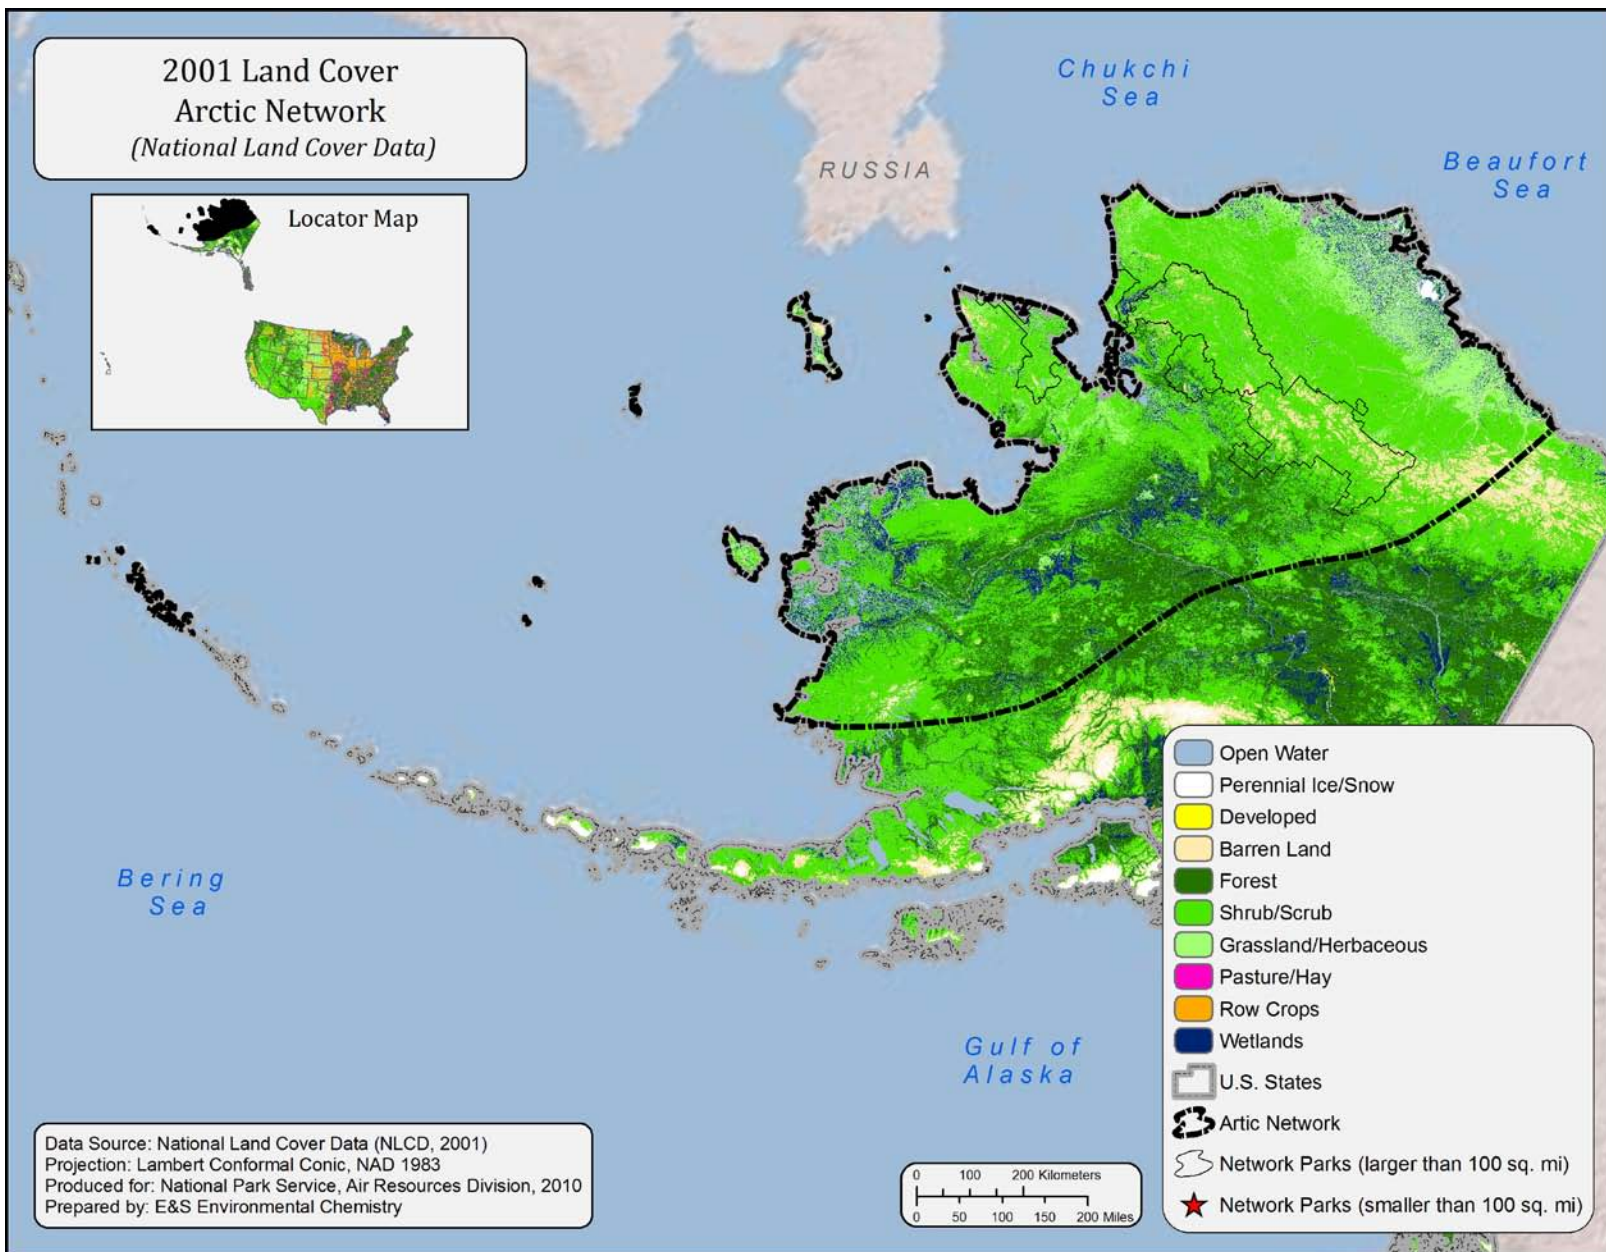 2001 Land Cover
Arctic Network
(National Land Cover Data)
Locator Map
RUSSIA
Chukchi
Sea
Beaufort
Sea
Bering
Sea
Gulf of
Alaska
Open Water
Perennial Ice/Snow
Developed
Barren Land
Forest
Shrub/Scrub
Grassland/Herbaceous
Pasture/Hay
Row Crops
Wetlands
U.S. States
Artic Network
Network Parks (larger than 100 sq. mi)
Network Parks (smaller than 100 sq. mi)
Data Source: National Land Cover Data (NLCD, 2001)
Projection: Lambert Conformal Conic, NAD 1983
Produced for: National Park Service, Air Resources Division, 2010
Prepared by: E&S Environmental Chemistry
0 100 200 Kilometers
0 50 100 150 200 Miles